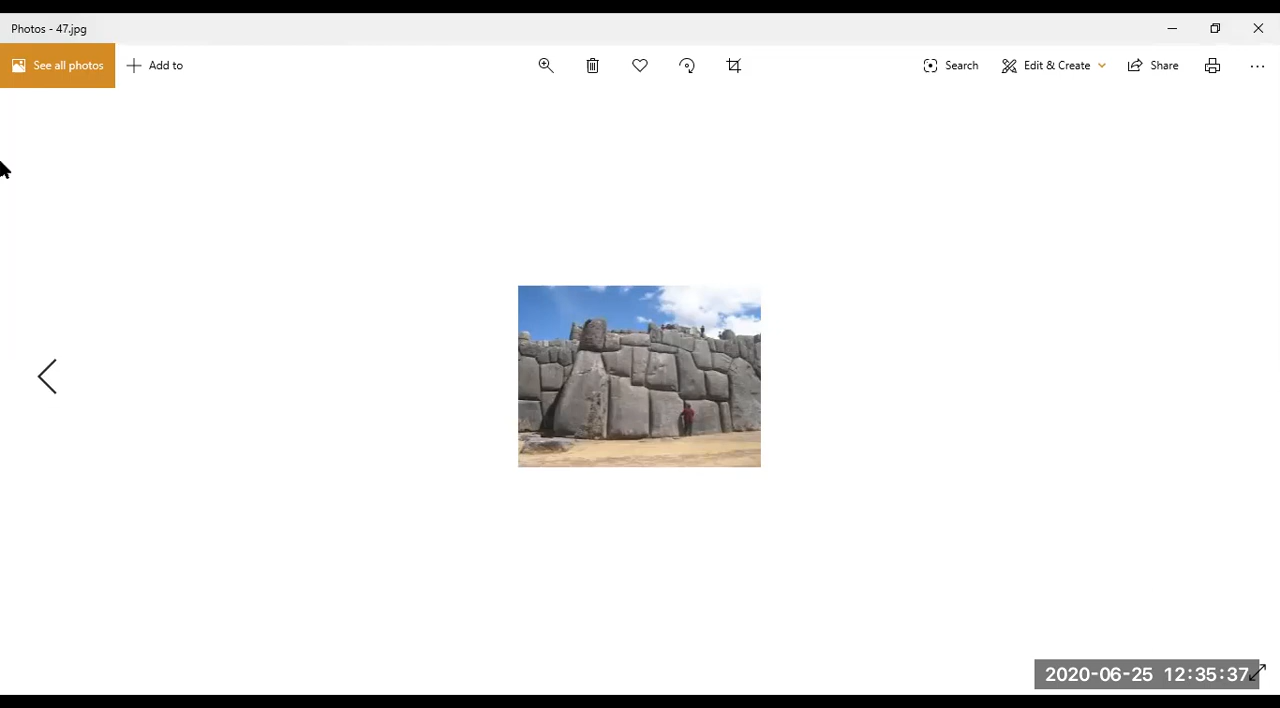 Photos - 47.jpg
See all photos
Add to
Search
Edit & Create
Share
2020-06-25 12:35:37